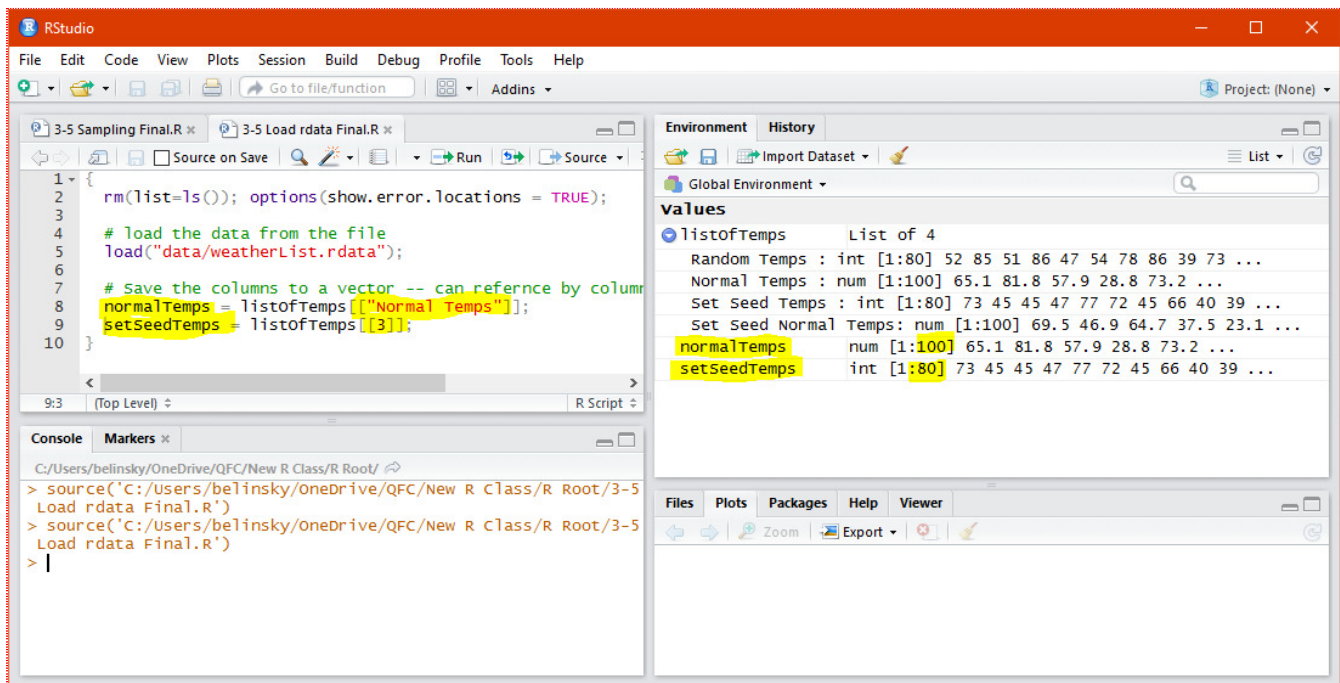 RStudio
File Edit Code View Plots Session Build Debug Profile Tools Help
Go to file/function Addins Project: (None)
3-5 Sampling Final.R 3-5 Load rdata Final.R
Source on Save Run Source
1 {
2 rm(list=ls()); options(show.error.locations = TRUE);
3
4 # load the data from the file
5 load("data/weatherList.rdata");
6
7 # Save the columns to a vector -- can refernce by colum
8 normalTemps = listOfTemps[["Normal Temps"]];
9 setSeedTemps = listOfTemps[[3]];
10 }
9:3 (Top Level) R Script
Console Markers
C:/Users/belinsky/OneDrive/QFC/New R Class/R Root/
> source('C:/Users/belinsky/OneDrive/QFC/New R Class/R Root/3-5
Load rdata Final.R')
> source('C:/Users/belinsky/OneDrive/QFC/New R Class/R Root/3-5
Load rdata Final.R')
>
Environment History
Import Dataset List
Global Environment
Values
listOfTemps List of 4
Random Temps : int [1:80] 52 85 51 86 47 54 78 86 39 73 ...
Normal Temps : num [1:100] 65.1 81.8 57.9 28.8 73.2 ...
Set Seed Temps : int [1:80] 73 45 45 47 77 72 45 66 40 39 ...
Set Seed Normal Temps: num [1:100] 69.5 46.9 64.7 37.5 23.1 ...
normalTemps num [1:100] 65.1 81.8 57.9 28.8 73.2 ...
setSeedTemps int [1:80] 73 45 45 47 77 72 45 66 40 39 ...
Files Plots Packages Help Viewer
Zoom Export